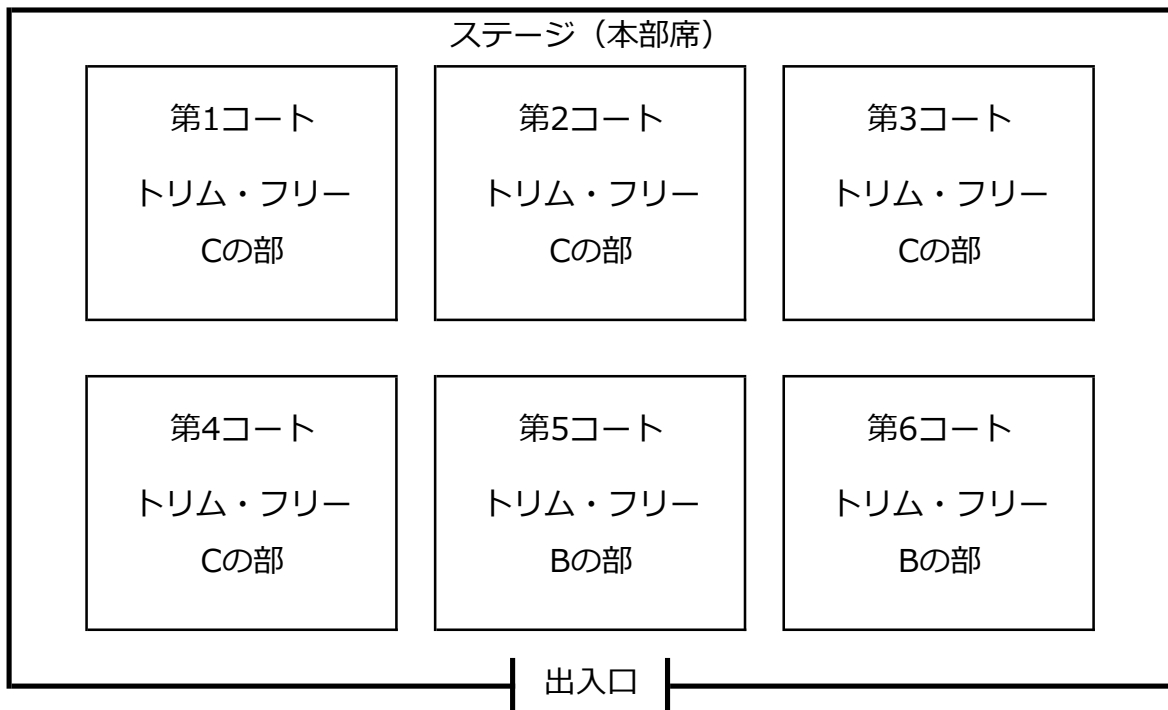 ステージ（本部席）
第1コート
トリム・フリー
Cの部
第2コート
トリム・フリー
Cの部
第3コート
トリム・フリー
Cの部
第4コート
トリム・フリー
Cの部
第5コート
トリム・フリー
Bの部
第6コート
トリム・フリー
Bの部
出入口